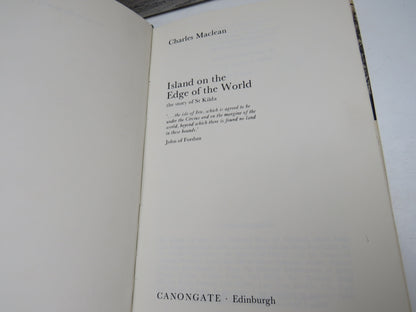 Charles Maclean
Island on the
Edge of the World
the story of St Kilda
'. . . the isle of Irte, which is agreed to be
under the Circius and on the margins of the
world, beyond which there is found no land
in these bounds.'
John of Fordun
CANONGATE · Edinburgh